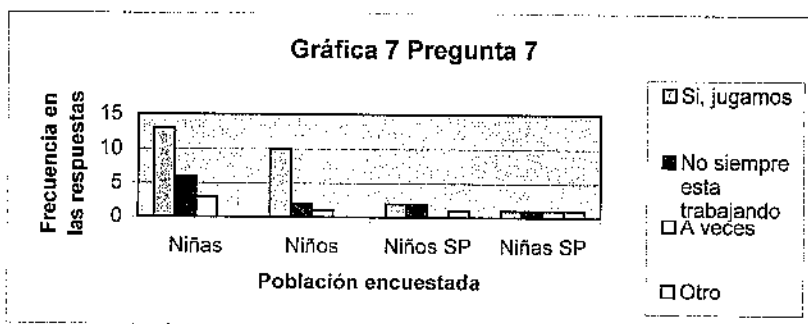 Gráfica 7 Pregunta 7
Frecuencia en
las respuestas
15
10
5
0
Niñas
Niños
Niños SP
Niñas SP
Población encuestada
Si, jugamos
No siempre
esta
trabajando
A veces
Otro